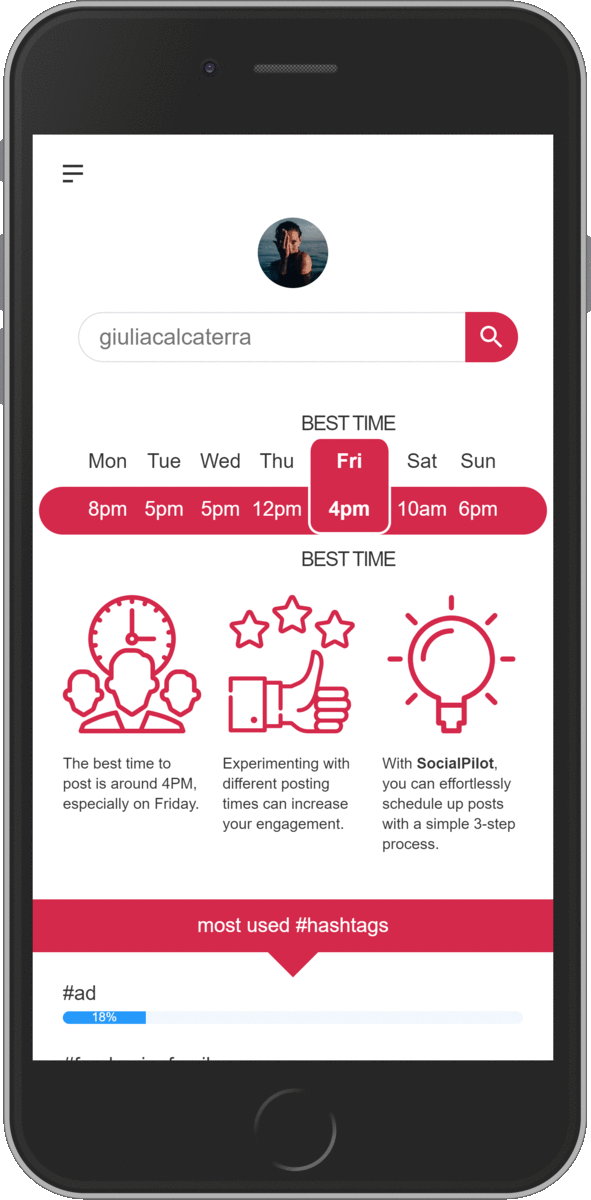 giuliacalcaterra
BEST TIME
Mon Tue Wed Thu Fri Sat Sun
8pm 5pm 5pm 12pm 4pm 10am 6pm
BEST TIME
The best time to
post is around 4PM,
especially on Friday.
Experimenting with
different posting
times can increase
your engagement.
With SocialPilot,
you can effortlessly
schedule up posts
with a simple 3-step
process.
most used #hashtags
#ad
18%